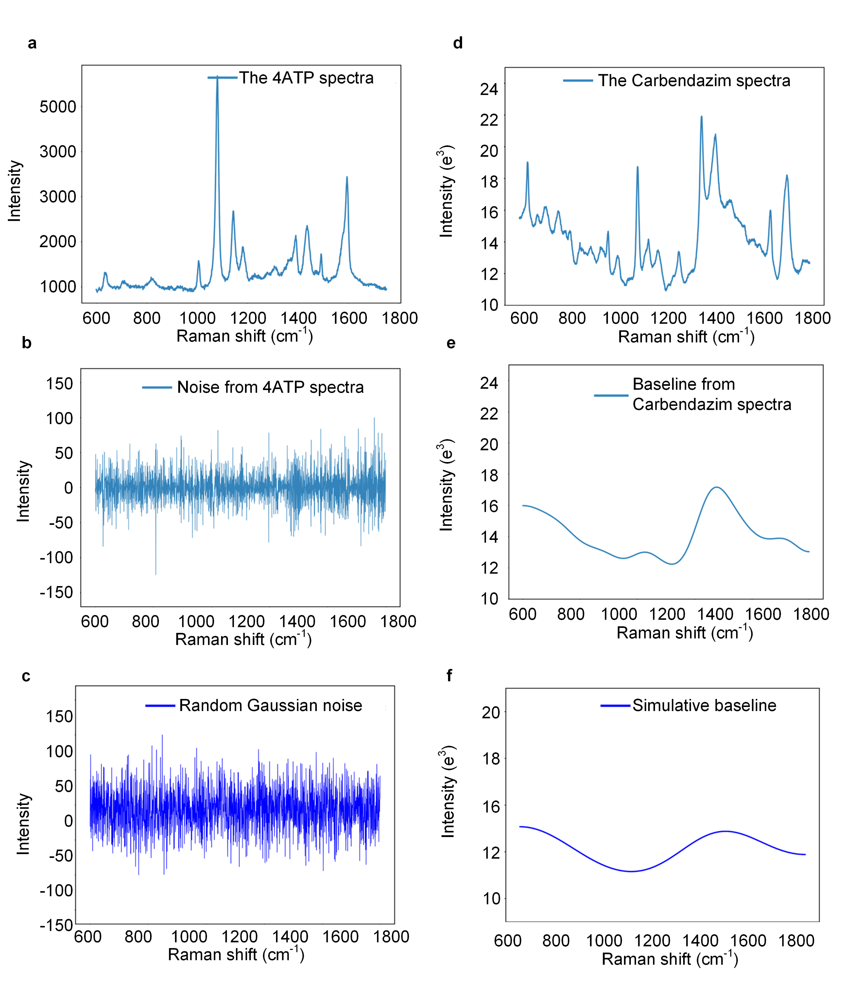 a
The 4ATP spectra
5000
3000
3000
2000
1000
Intensity
600 800 1000 1200 1400 1600 1800
Raman shift (cm⁻¹)
b
Noise from 4ATP spectra
150
100
50
0
-50
-100
-150
Intensity
600 800 1000 1200 1400 1600 1800
Raman shift (cm⁻¹)
c
Random Gaussian noise
150
100
50
0
-50
-100
-150
Intensity
600 800 1000 1200 1400 1600 1800
Raman shift (cm⁻¹)
d
The Carbendazim spectra
24
22
20
18
16
14
12
10
Intensity (e³)
600 800 1000 1200 1400 1600 1800
Raman shift (cm⁻¹)
e
Baseline from
Carbendazim spectra
24
22
20
18
16
14
12
10
Intensity (e³)
600 800 1000 1200 1400 1600 1800
Raman shift (cm⁻¹)
f
Simulative baseline
20
18
16
12
10
Intensity (e³)
600 800 1000 1200 1400 1600 1800
Raman shift (cm⁻¹)